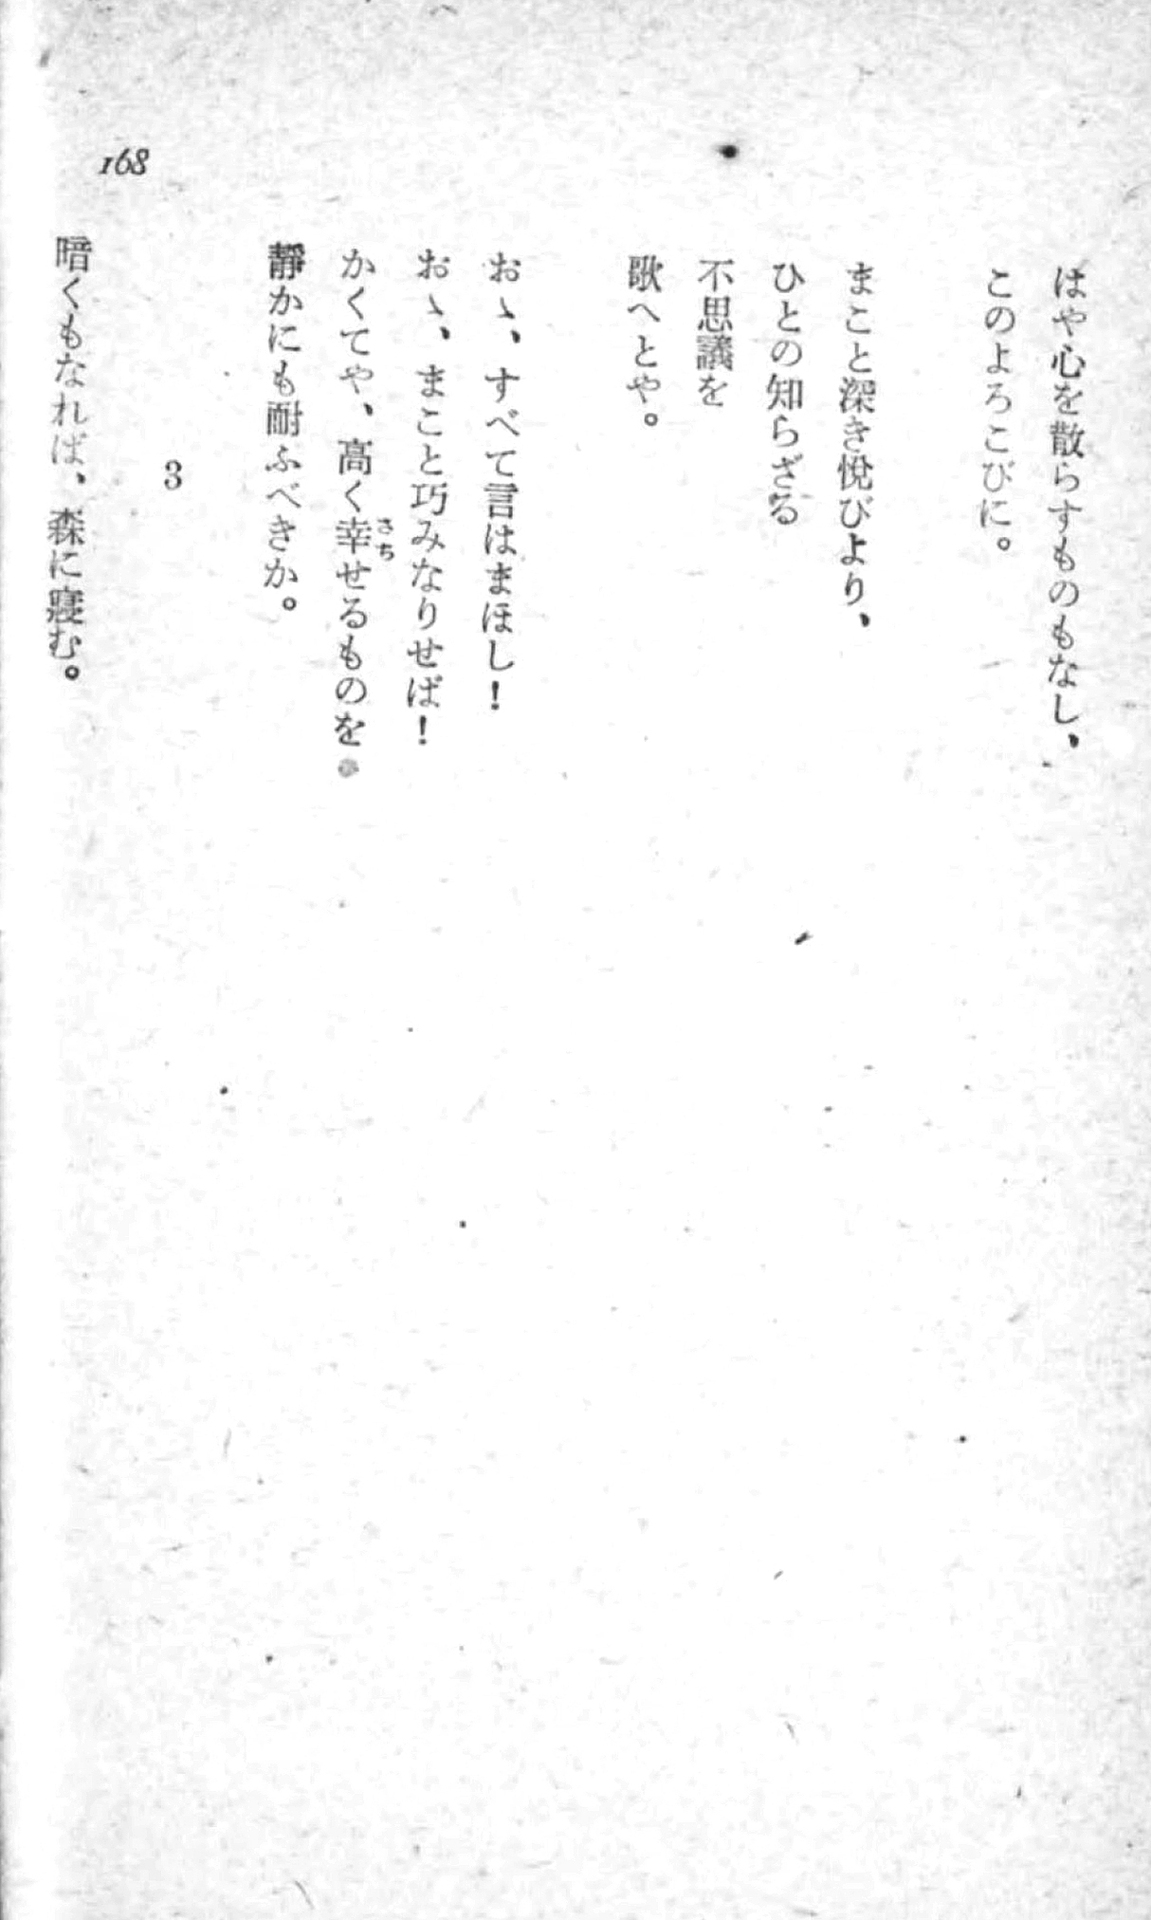 168
はや心を散らすものもなし、
このよろこびに。
まこと深き悦びより、
ひとの知らざる
不思議を
歌へとや。
おゝ、すべて言はまほし！
おゝ、まこと巧みなりせば！
かくてや、高く幸せるものを
さち
靜かにも耐ふべきか。
3
暗くもなれば、森に寢む。